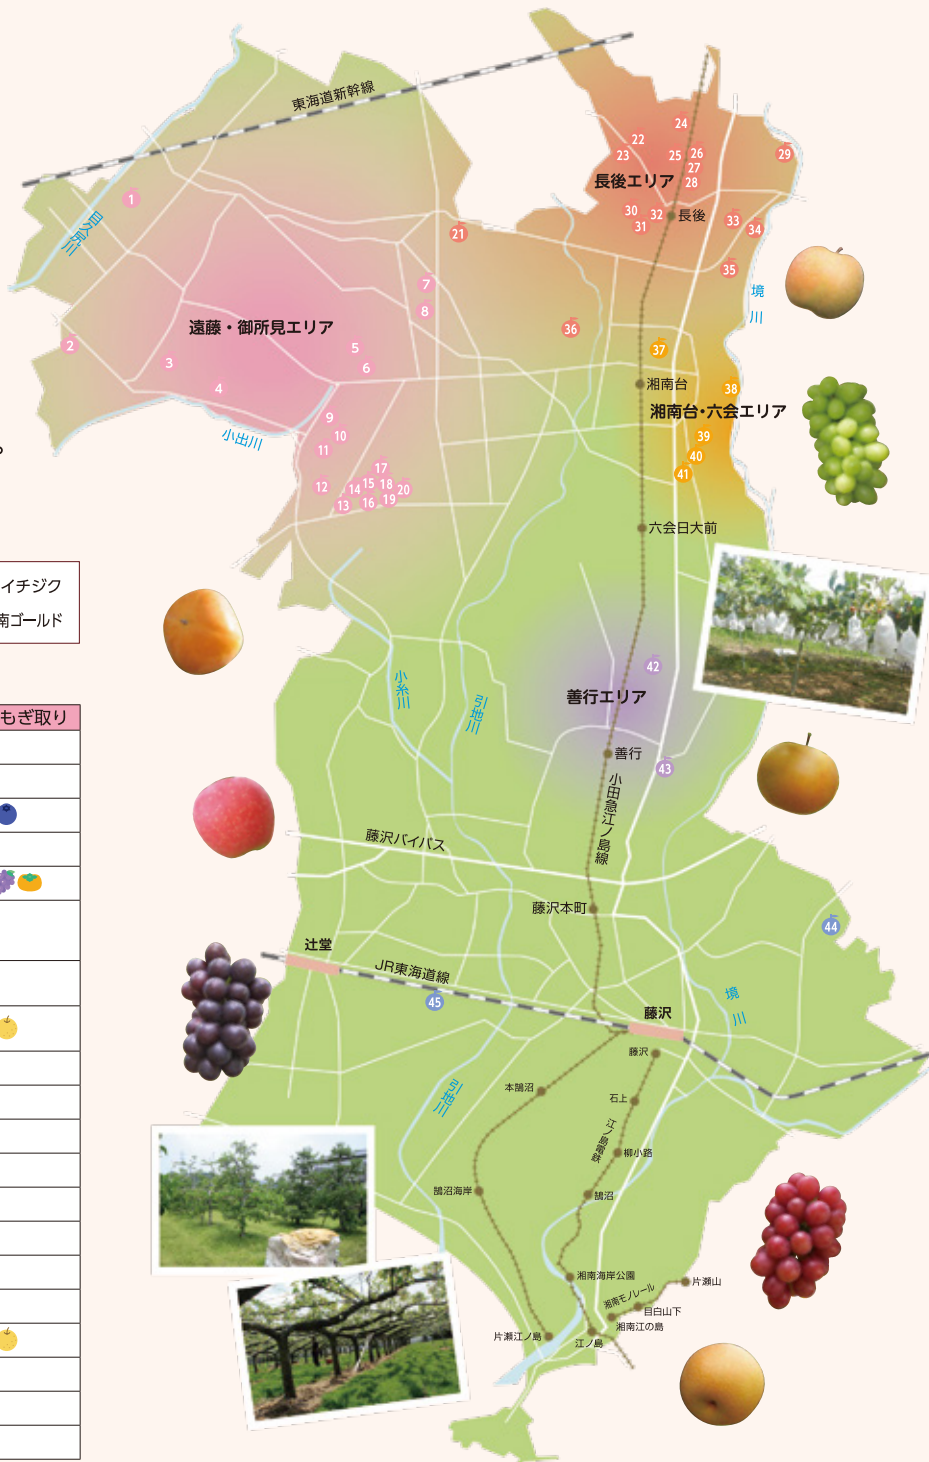 東海道新幹線
目久尻川
1
24
22
23
25
26
27
28
29
長後エリア
30
31
32
長後
33
34
35
境川
21
7
8
遠藤・御所見エリア
2
3
4
5
6
小出川
9
10
11
12
13
14
15
16
17
18
19
20
36
37
湘南台
38
湘南台・六会エリア
39
40
41
六会日大前
イチジク
南ゴールド
もぎ取り
小糸川
引地川
42
善行エリア
善行
43
小田急江ノ島線
藤沢バイパス
藤沢本町
44
辻堂
JR東海道線
45
藤沢
境川
藤沢
本鵠沼
石上
引地川
江ノ島電鉄
柳小路
鵠沼海岸
鵠沼
湘南海岸公園
片瀬山
湘南モノレール
目白山下
湘南江の島
片瀬江ノ島
江ノ島